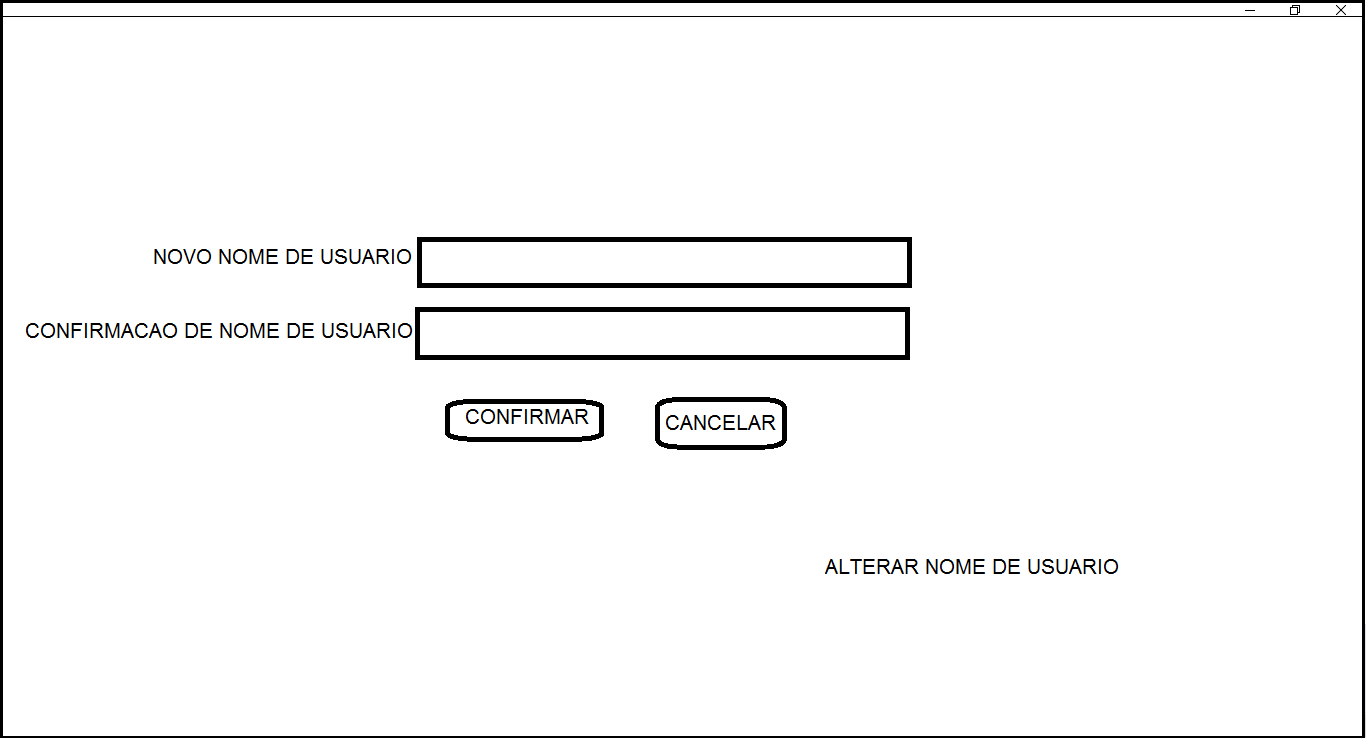 NOVO NOME DE USUARIO
CONFIRMACAO DE NOME DE USUARIO
CONFIRMAR
CANCELAR
ALTERAR NOME DE USUARIO